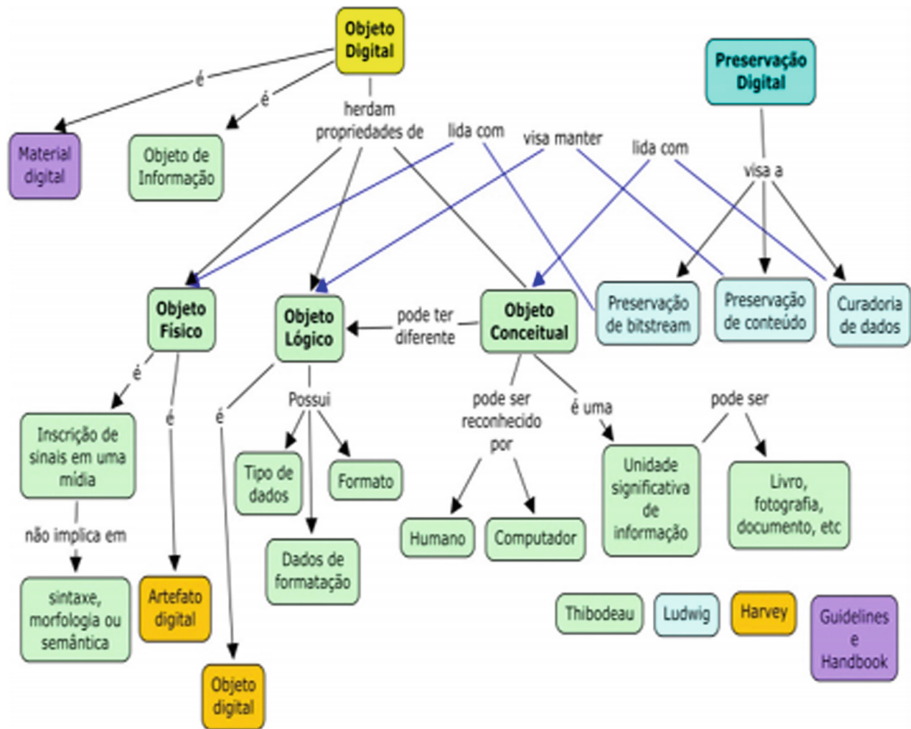 Objeto
Digital
Preservação
Digital
é
é
herdam
propriedades de
lida com
visa manter
lida com
Material
digital
Objeto de
Informação
visa a
Objeto
Físico
Objeto
Lógico
pode ter
diferente
Objeto
Conceitual
Preservação
de bitstream
Preservação
de conteúdo
Curadoria
de dados
é
é
é
Possui
pode ser
reconhecido
por
é uma
pode ser
Inscrição de
sinais em uma
mídia
Tipo de
dados
Formato
Unidade
significativa
de
informação
Livro,
fotografia,
documento, etc
não implica em
Humano
Computador
Dados de
formatação
sintaxe,
morfologia ou
semântica
Artefato
digital
Objeto
digital
Thibodeau
Ludwig
Harvey
Guidelines
e
Handbook